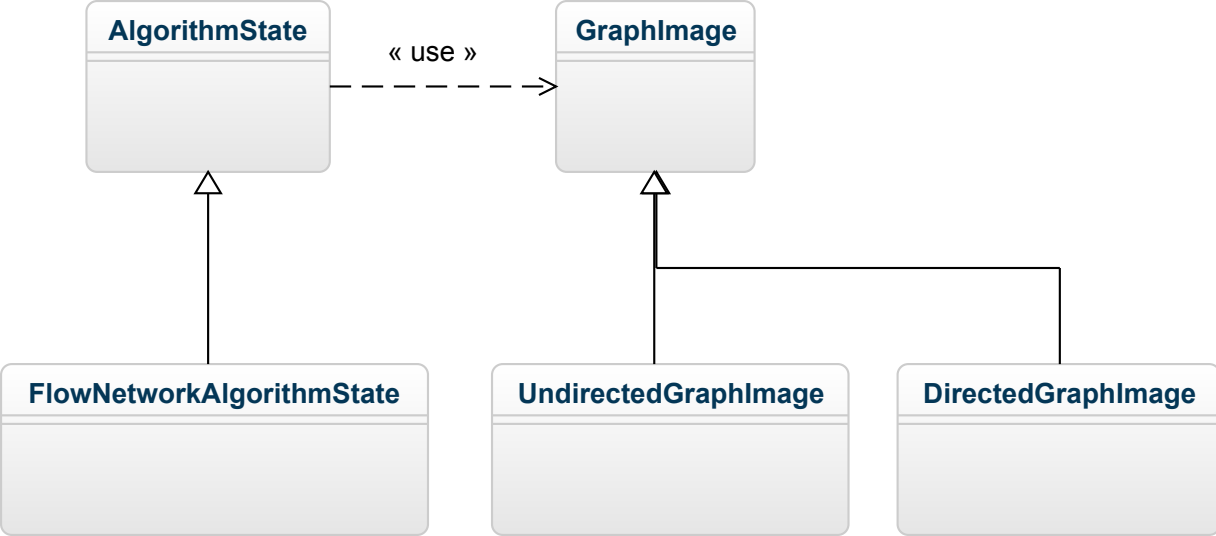 AlgorithmState
« use »
GraphImage
FlowNetworkAlgorithmState
UndirectedGraphImage
DirectedGraphImage